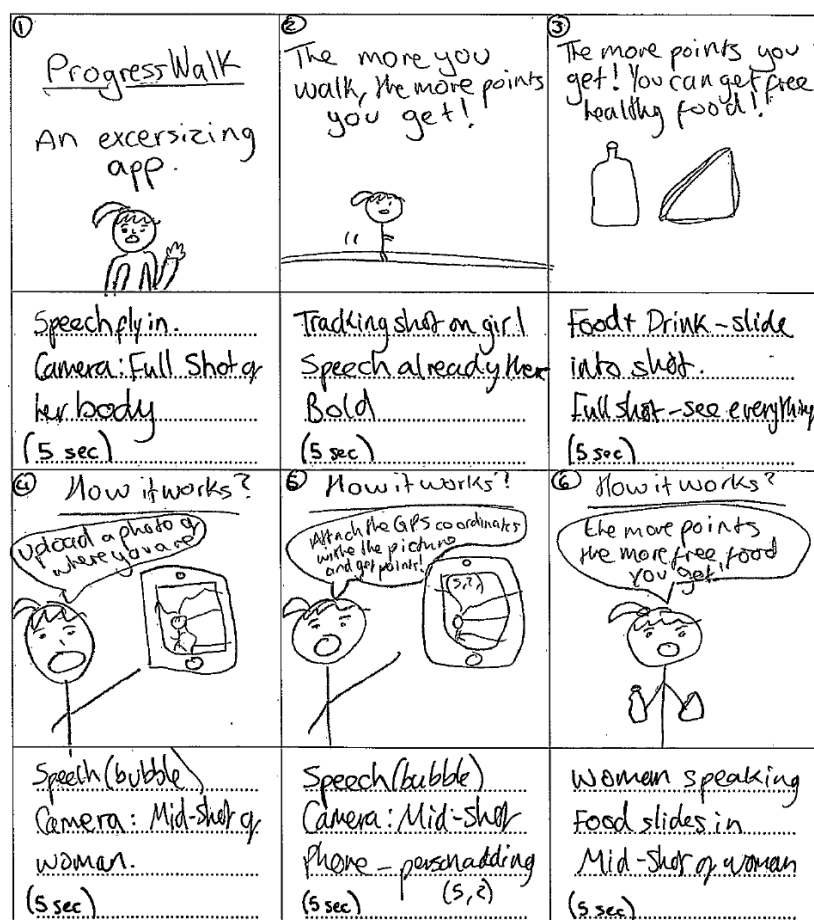 ①
ProgressWalk
An excersizing
app.
Speech fly in.
Camera: Full Shot of
her body
(5 sec)
②
The more you
walk, the more points
you get!
Tracking shot on girl
Speech already there
Bold
(5 sec)
③
The more points you
get! You can get free
healthy food!!
Food + Drink - slide
into shot.
Full shot - see everything
(5 sec)
④
How it works?
Upload a photo of
where you are
Speech (bubble)
Camera: Mid-shot of
woman.
(5 sec)
⑤
How it works?
Attach the GPS coordinates
withe the picture
and get points!
(5,2)
Speech (bubble)
Camera: Mid-shot
Phone - person adding
(5,2)
(5 sec)
⑥
How it works?
the more points
the more free food
you get!
Woman speaking
Food slides in
Mid-shot of woman
(5 sec)